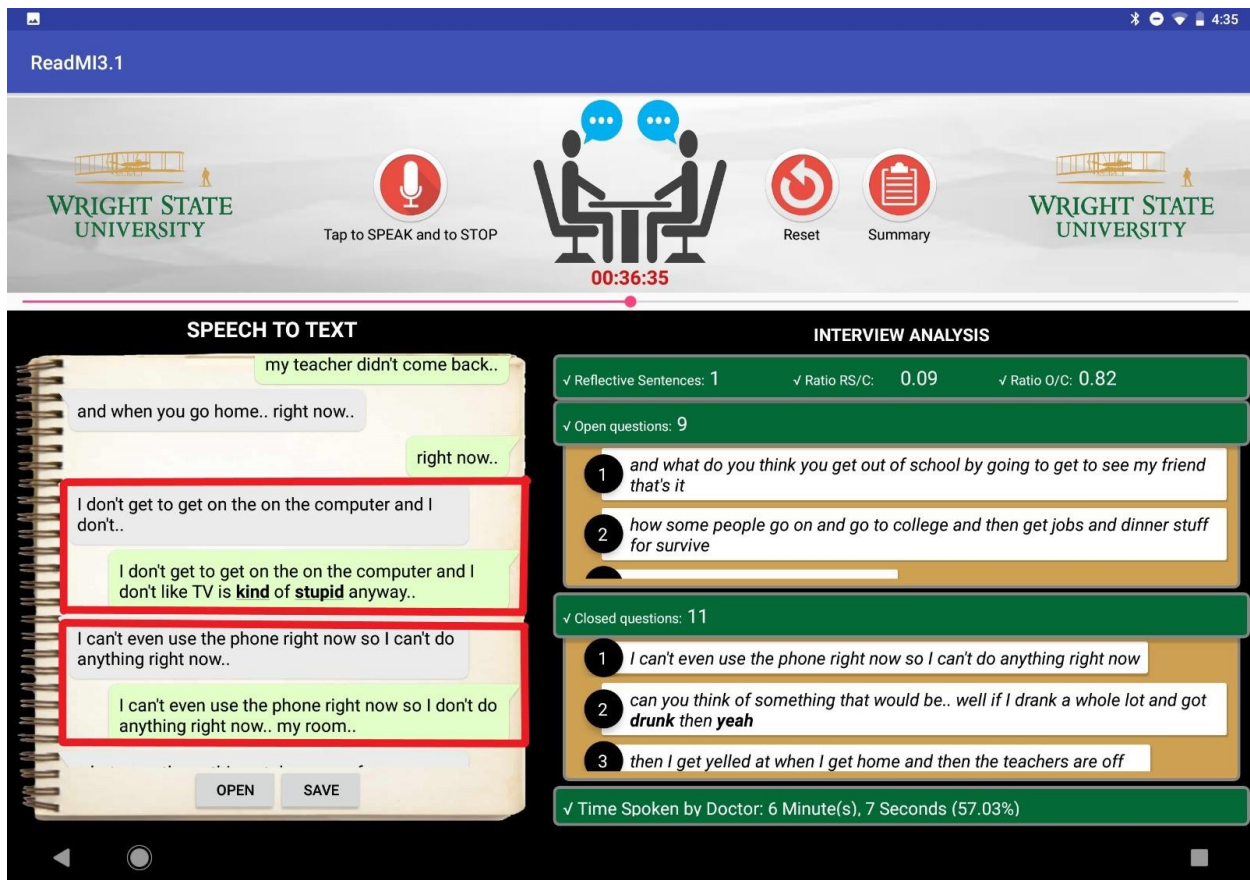 4:35
ReadMI3.1
WRIGHT STATE
UNIVERSITY
Tap to SPEAK and to STOP
00:36:35
Reset
Summary
WRIGHT STATE
UNIVERSITY
SPEECH TO TEXT
my teacher didn't come back..
and when you go home.. right now..
right now..
I don't get to get on the on the computer and I
don't..
I don't get to get on the on the computer and I
don't like TV is kind of stupid anyway..
I can't even use the phone right now so I can't do
anything right now..
I can't even use the phone right now so I don't do
anything right now.. my room..
OPEN
SAVE
INTERVIEW ANALYSIS
√ Reflective Sentences: 1
√ Ratio RS/C: 0.09
√ Ratio O/C: 0.82
√ Open questions: 9
1 and what do you think you get out of school by going to get to see my friend
that's it
2 how some people go on and go to college and then get jobs and dinner stuff
for survive
√ Closed questions: 11
1 I can't even use the phone right now so I can't do anything right now
2 can you think of something that would be.. well if I drank a whole lot and got
drunk then yeah
3 then I get yelled at when I get home and then the teachers are off
√ Time Spoken by Doctor: 6 Minute(s), 7 Seconds (57.03%)